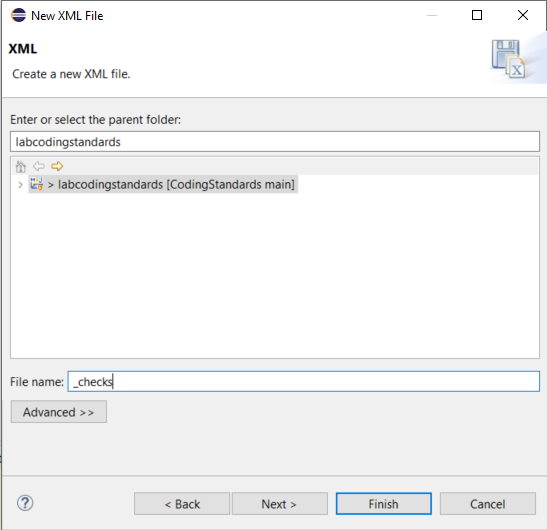 New XML File
XML
Create a new XML file.
Enter or select the parent folder:
labcodingstandards
> labcodingstandards [CodingStandards main]
File name: _checks
Advanced >>
< Back Next > Finish Cancel